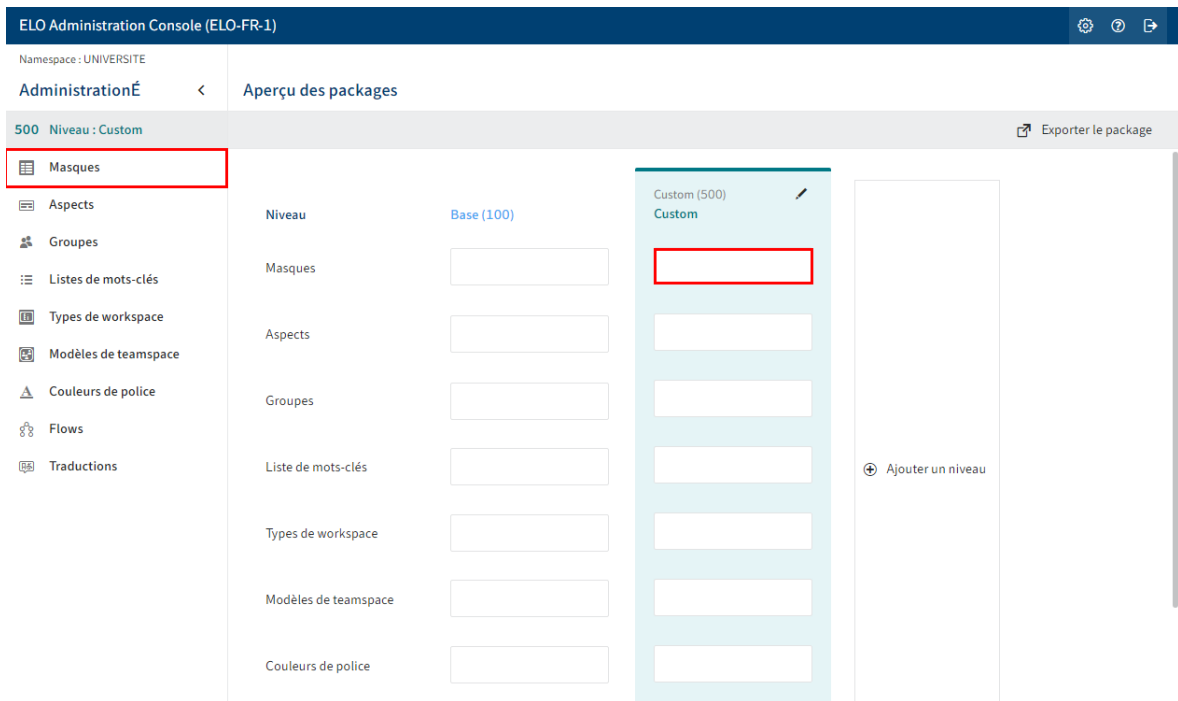 ELO Administration Console (ELO-FR-1)
Namespace : UNIVERSITE
AdministrationÉ
Aperçu des packages
500 Niveau : Custom
Exporter le package
Masques
Aspects
Groupes
Listes de mots-clés
Types de workspace
Modèles de teamspace
Couleurs de police
Flows
Traductions
Custom (500)
Niveau Base (100) Custom
Masques
Aspects
Groupes
Liste de mots-clés
Ajouter un niveau
Types de workspace
Modèles de teamspace
Couleurs de police